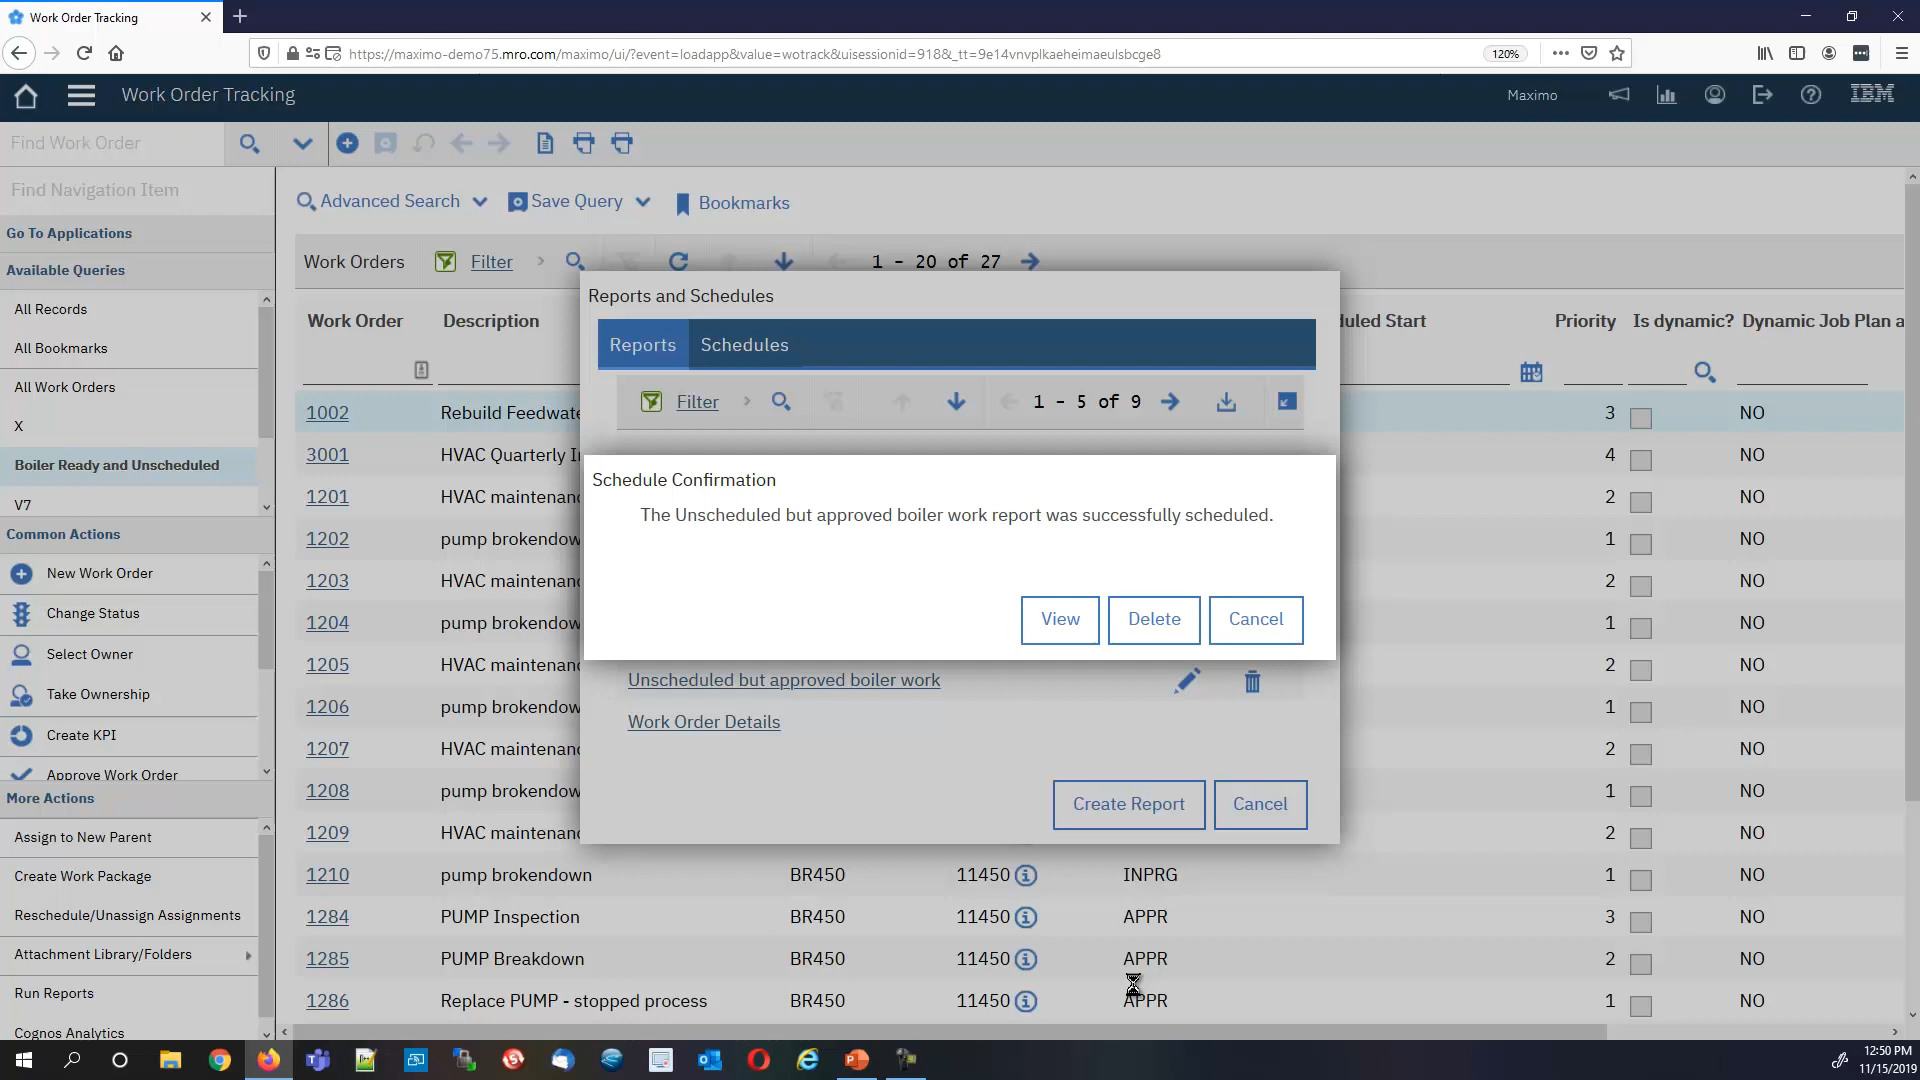 Work Order Tracking
https://maximo-demo75.mro.com/maximo/ui/?event=loadapp&value=wotrack&uisessionid=918&_tt=9e14vnvplkaeheimaeulsbcge8
120%
Work Order Tracking
Maximo
IBM
Find Work Order
Find Navigation Item
Go To Applications
Available Queries
All Records
All Bookmarks
All Work Orders
X
Boiler Ready and Unscheduled
V7
Common Actions
New Work Order
Change Status
Select Owner
Take Ownership
Create KPI
Approve Work Order
More Actions
Assign to New Parent
Create Work Package
Reschedule/Unassign Assignments
Attachment Library/Folders
Run Reports
Cognos Analytics
Advanced Search
Save Query
Bookmarks
Work Orders Filter 1 - 20 of 27
Work Order Description uled Start Priority Is dynamic? Dynamic Job Plan a
1002 Rebuild Feedwate 3 NO
3001 HVAC Quarterly I 4 NO
1201 HVAC maintenan 2 NO
1202 pump brokendow 1 NO
1203 HVAC maintenan 2 NO
1204 pump brokendow 1 NO
1205 HVAC maintenan 2 NO
1206 pump brokendow 1 NO
1207 HVAC maintenan 2 NO
1208 pump brokendow 1 NO
1209 HVAC maintenan 2 NO
1210 pump brokendown BR450 11450 INPRG 1 NO
1284 PUMP Inspection BR450 11450 APPR 3 NO
1285 PUMP Breakdown BR450 11450 APPR 2 NO
1286 Replace PUMP - stopped process BR450 11450 APPR 1 NO
Reports and Schedules
Reports Schedules
Filter 1 - 5 of 9
Schedule Confirmation
The Unscheduled but approved boiler work report was successfully scheduled.
View Delete Cancel
Unscheduled but approved boiler work
Work Order Details
Create Report Cancel
12:50 PM
11/15/2019